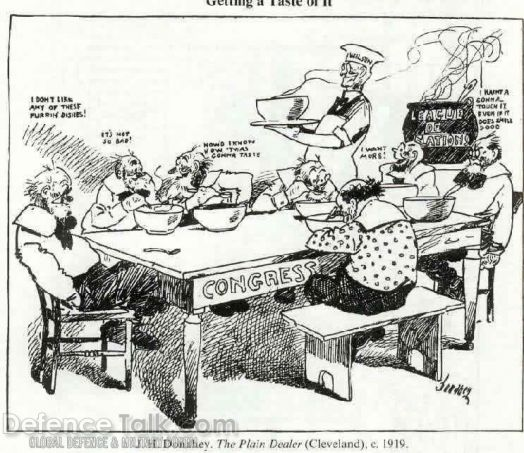 Getting a Taste of It
WILSON
I DON'T LIKE
ANY OF THESE
FURRIN DISHES!
IT'S NOT
SO BAD!
HOW'D I KNOW
HOW 'TWAS
GONNA TASTE
I WANT
MORE!
LEAGUE
OF
NATIONS
I HAIN'T A
GONNA
TOUCH IT
EVEN IF IT
DOES SMELL
GOOD
CONGRESS
Donahey
DefenceTalk.com
GLOBAL DEFENCE & MILITARY
H. Donahey. The Plain Dealer (Cleveland), c. 1919.